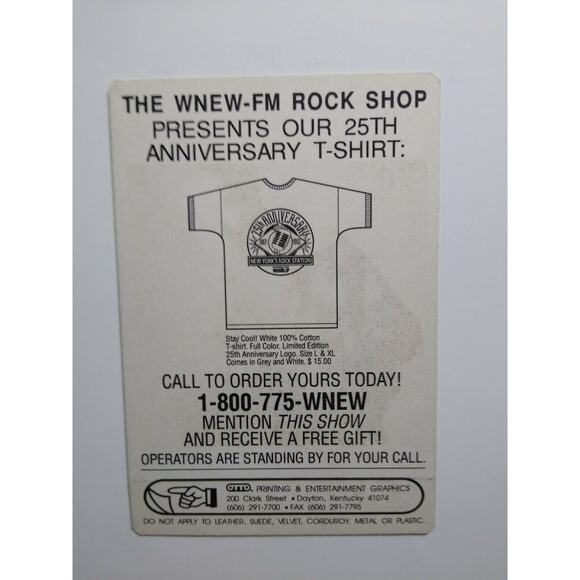 THE WNEW-FM ROCK SHOP
PRESENTS OUR 25TH
ANNIVERSARY T-SHIRT:
25th ANNIVERSARY
NEW YORK'S ROCK STATION
102.7
Stay Cool! White 100% Cotton
T-shirt. Full Color. Limited Edition
25th Anniversary Logo. Size L & XL
Comes in Grey and White. $ 15.00
CALL TO ORDER YOURS TODAY!
1-800-775-WNEW
MENTION THIS SHOW
AND RECEIVE A FREE GIFT!
OPERATORS ARE STANDING BY FOR YOUR CALL.
OTTO. PRINTING & ENTERTAINMENT GRAPHICS
200 Clark Street • Dayton, Kentucky 41074
(606) 291-7700 • FAX (606) 291-7795
DO NOT APPLY TO LEATHER, SUEDE, VELVET, CORDUROY, METAL OR PLASTIC.